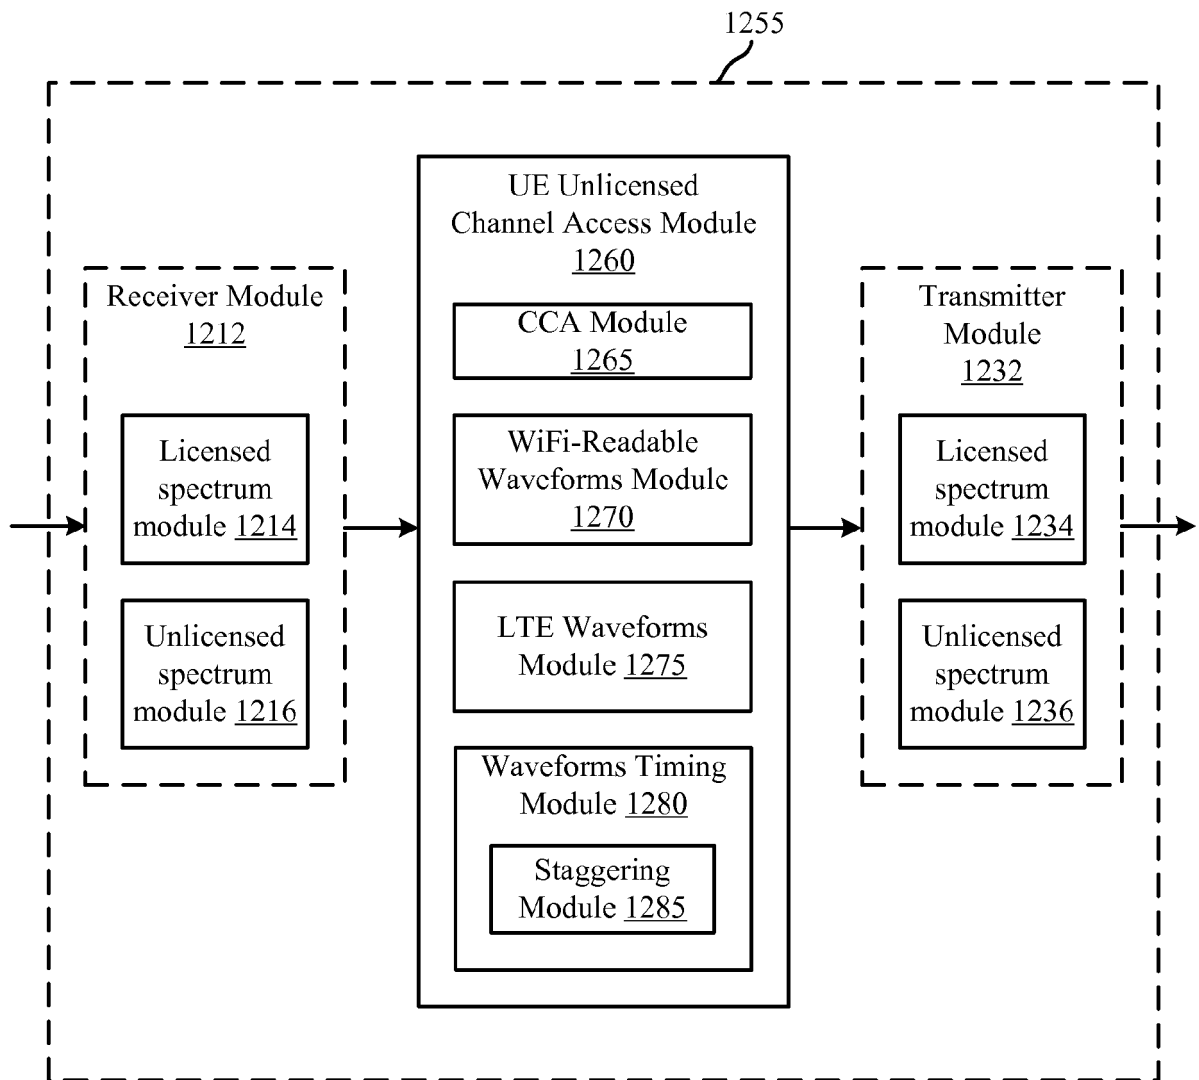 1255
UE Unlicensed
Channel Access Module
1260
Receiver Module
1212
Licensed
spectrum
module 1214
Unlicensed
spectrum
module 1216
CCA Module
1265
WiFi-Readable
Waveforms Module
1270
LTE Waveforms
Module 1275
Waveforms Timing
Module 1280
Staggering
Module 1285
Transmitter
Module
1232
Licensed
spectrum
module 1234
Unlicensed
spectrum
module 1236